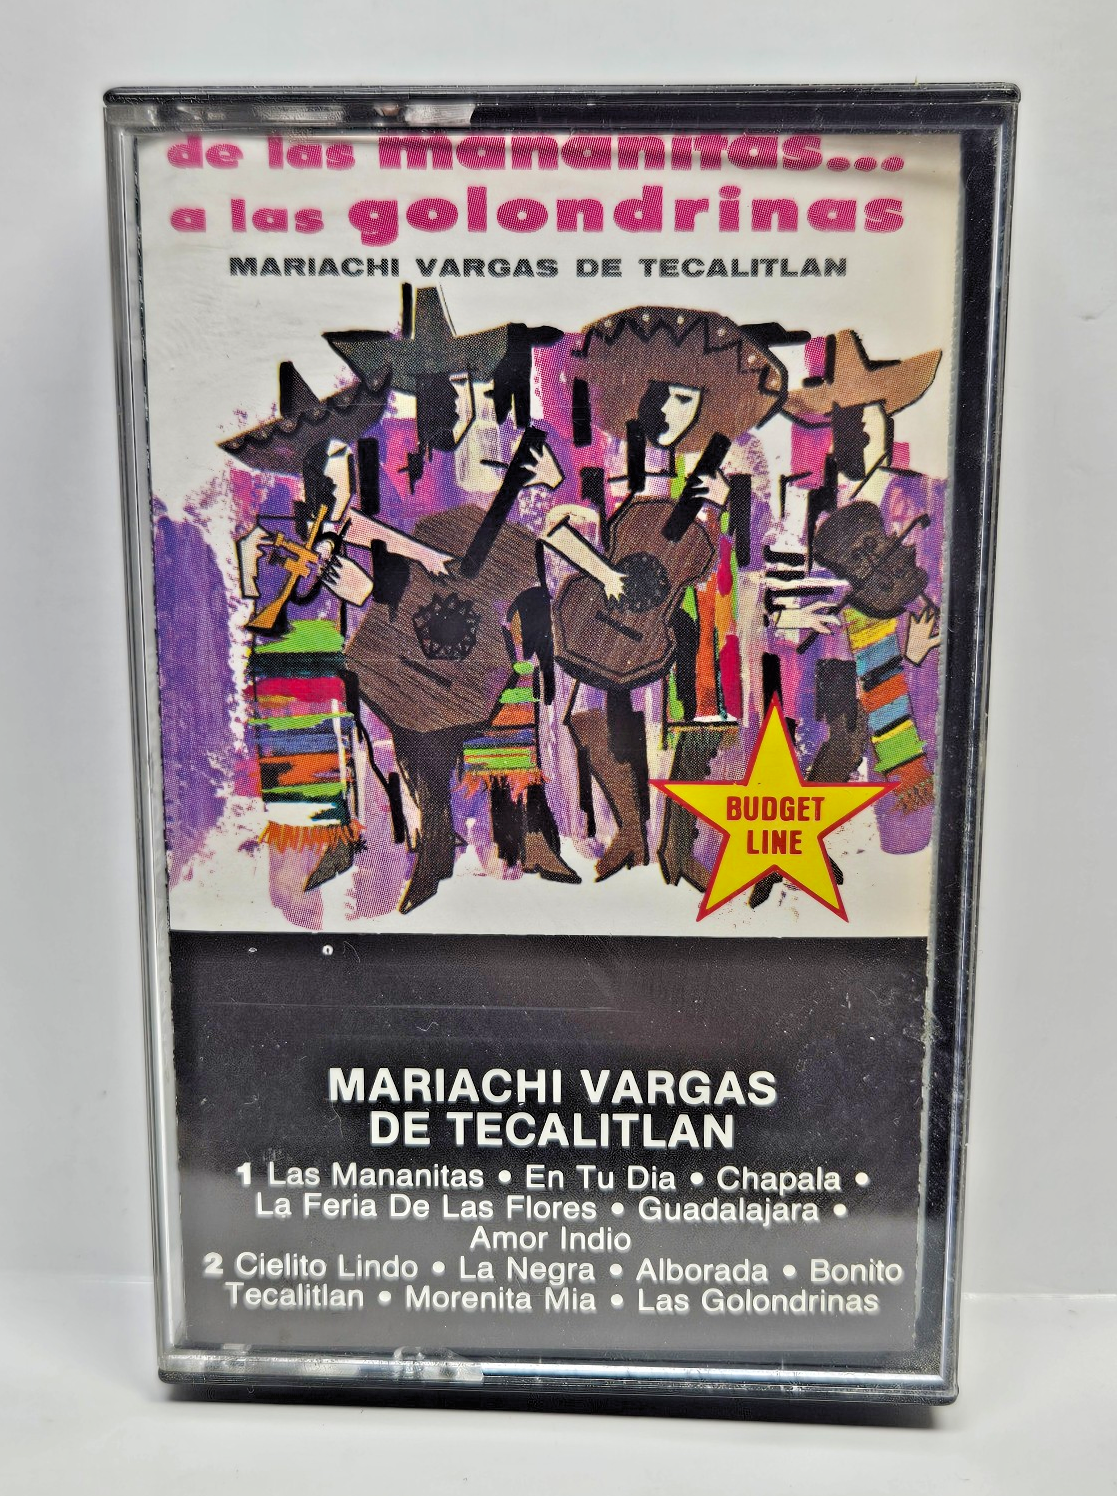 de las mananitas...
a las golondrinas
MARIACHI VARGAS DE TECALITLAN
BUDGET
LINE
MARIACHI VARGAS
DE TECALITLAN
1 Las Mananitas • En Tu Dia • Chapala •
La Feria De Las Flores • Guadalajara •
Amor Indio
2 Cielito Lindo • La Negra • Alborada • Bonito
Tecalitlan • Morenita Mia • Las Golondrinas